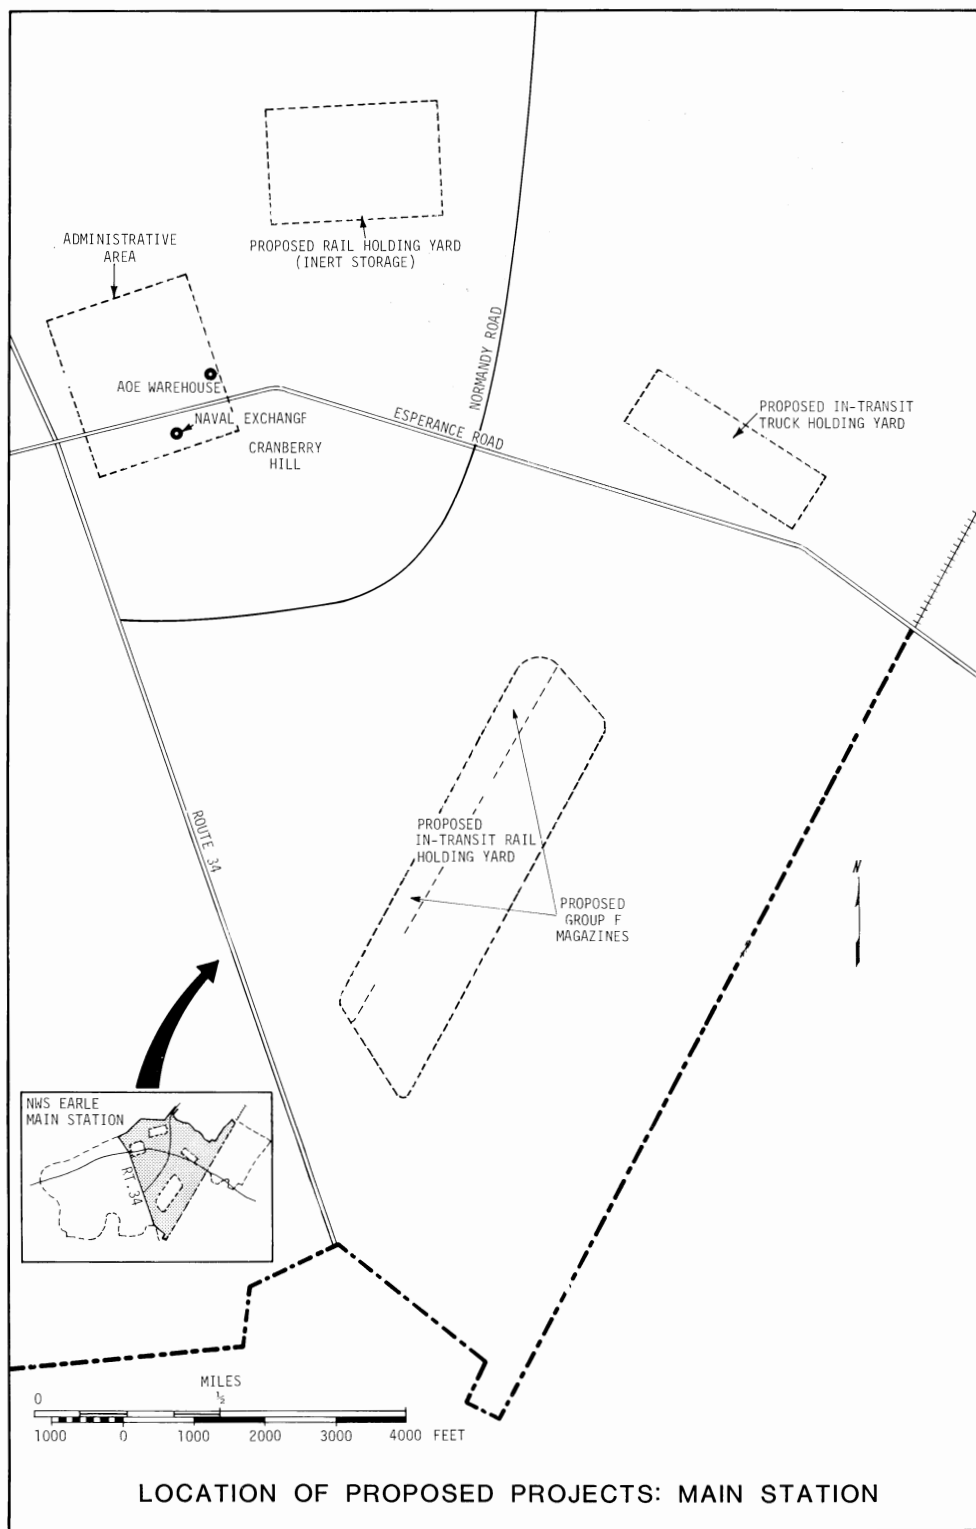 ADMINISTRATIVE
AREA
PROPOSED RAIL HOLDING YARD
(INERT STORAGE)
NORMANDY ROAD
AOE WAREHOUSE
NAVAL EXCHANGE
CRANBERRY
HILL
ESPERANCE ROAD
PROPOSED IN-TRANSIT
TRUCK HOLDING YARD
ROUTE 34
PROPOSED
IN-TRANSIT RAIL
HOLDING YARD
PROPOSED
GROUP F
MAGAZINES
N
NWS EARLE
MAIN STATION
RT. 34
MILES
0 ½
1000 0 1000 2000 3000 4000 FEET
LOCATION OF PROPOSED PROJECTS: MAIN STATION